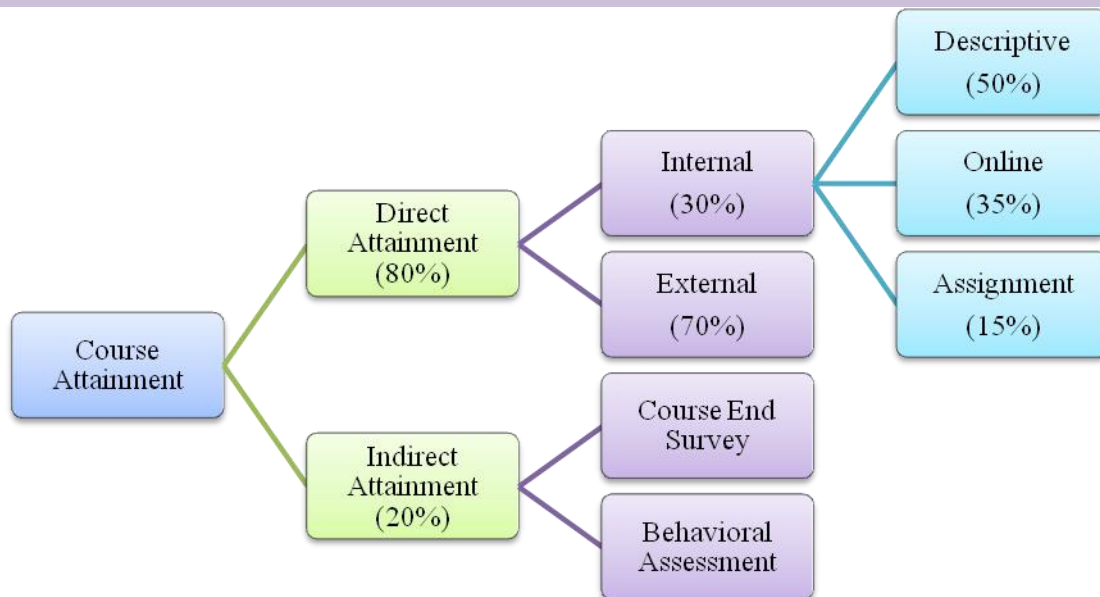 Course
Attainment
Direct
Attainment
(80%)
Indirect
Attainment
(20%)
Internal
(30%)
External
(70%)
Course End
Survey
Behavioral
Assessment
Descriptive
(50%)
Online
(35%)
Assignment
(15%)